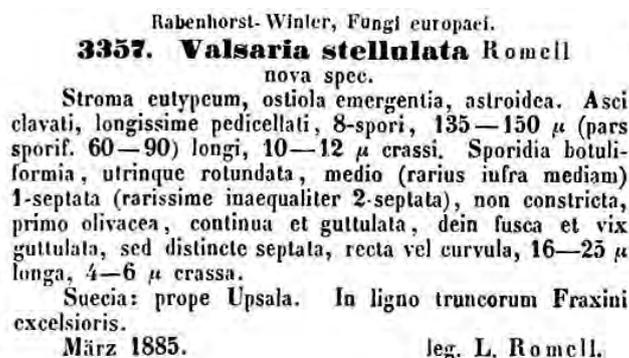 Rabenhorst-Winter, Fungi europaei.
3357. Valsaria stellulata Romell
nova spec.
Stroma eutypeum, ostiola emergentia, astroidea. Asci
clavati, longissime pedicellati, 8-spori, 135—150 µ (pars
sporif. 60—90) longi, 10—12 µ crassi. Sporidia botuli-
formia, utrinque rotundata, medio (rarius infra mediam)
1-septata (rarissime inaequaliter 2-septata), non constricta,
primo olivacea, continua et guttulata, dein fusca et vix
guttulata, sed distincte septata, recta vel curvula, 16—25 µ
longa, 4—6 µ crassa.
Suecia: prope Upsala. In ligno truncorum Fraxini
excelsioris.
März 1885. leg. L. Romell.